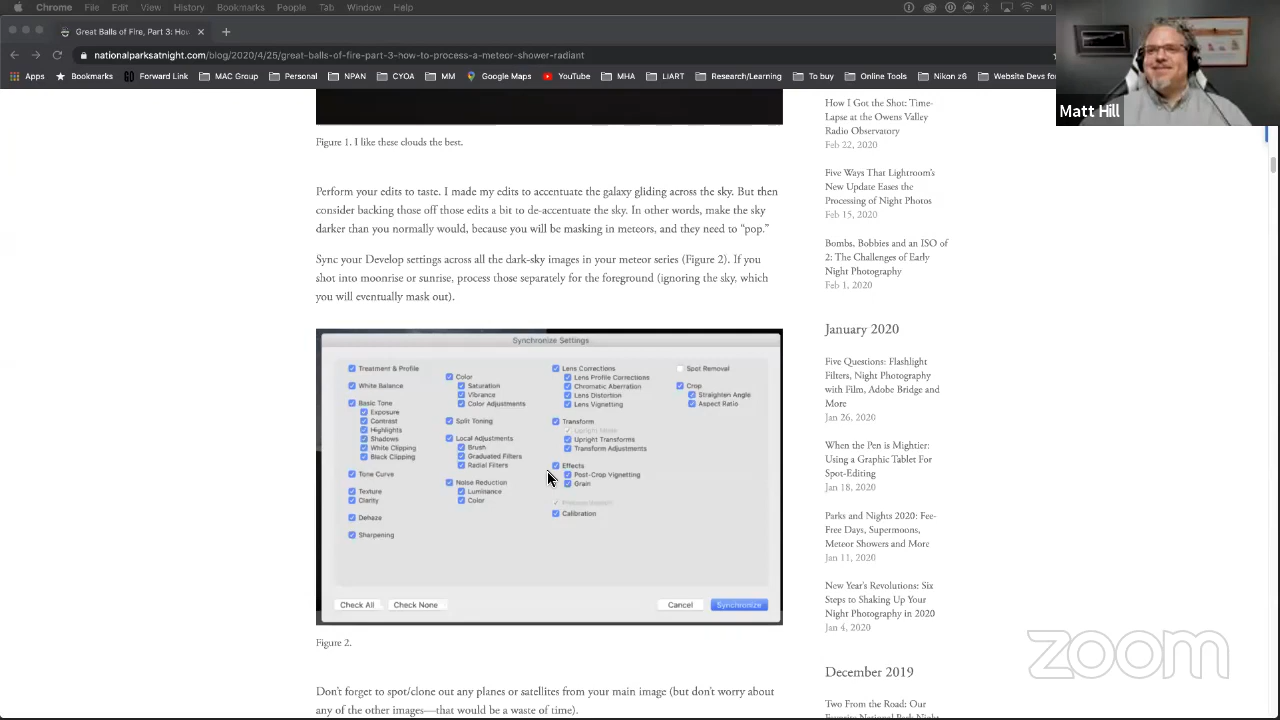 Chrome File Edit View History Bookmarks People Tab Window Help
Great Balls of Fire, Part 3: Ho
nationalparksatnight.com/blog/2020/4/25/great-balls-of-fire-part-3-how-to-process-a-meteor-shower-radiant
Apps Bookmarks Forward Link MAC Group Personal NPAN CYOA MM Google Maps YouTube MHA LIART Research/Learning To buy Online Tools Nikon z6 Website Devs for
Matt Hill
Figure 1. I like these clouds the best.
Perform your edits to taste. I made my edits to accentuate the galaxy gliding across the sky. But then
consider backing those off those edits a bit to de-accentuate the sky. In other words, make the sky
darker than you normally would, because you will be masking in meteors, and they need to “pop.”
Sync your Develop settings across all the dark-sky images in your meteor series (Figure 2). If you
shot into moonrise or sunrise, process those separately for the foreground (ignoring the sky, which
you will eventually mask out).
Synchronize Settings
Treatment & Profile
White Balance
Basic Tone
Exposure
Contrast
Highlights
Shadows
White Clipping
Black Clipping
Tone Curve
Texture
Clarity
Dehaze
Sharpening
Color
Saturation
Vibrance
Color Adjustments
Split Toning
Local Adjustments
Brush
Graduated Filters
Radial Filters
Noise Reduction
Luminance
Color
Lens Corrections
Lens Profile Corrections
Chromatic Aberration
Lens Distortion
Lens Vignetting
Transform
Upright Mode
Upright Transforms
Transform Adjustments
Effects
Post-Crop Vignetting
Grain
Process Version
Calibration
Spot Removal
Crop
Straighten Angle
Aspect Ratio
Check All Check None Cancel Synchronize
Figure 2.
Don’t forget to spot/clone out any planes or satellites from your main image (but don’t worry about
any of the other images—that would be a waste of time).
How I Got the Shot: Time-
Lapse at the Owens Valley
Radio Observatory
Feb 22, 2020
Five Ways That Lightroom’s
New Update Eases the
Processing of Night Photos
Feb 15, 2020
Bombs, Bobbies and an ISO of
2: The Challenges of Early
Night Photography
Feb 1, 2020
January 2020
Five Questions: Flashlight
Filters, Night Photography
with Film, Adobe Bridge and
More
Jan 26, 2020
When the Pen is Mightier:
Using a Graphic Tablet For
Spot-Editing
Jan 18, 2020
Parks and Nights 2020: Fee-
Free Days, Supermoons,
Meteor Showers and More
Jan 11, 2020
New Year’s Revolutions: Six
Steps to Shaking Up Your
Night Photography in 2020
Jan 4, 2020
December 2019
Two From the Road: Our
Favorite National Park Night
zoom